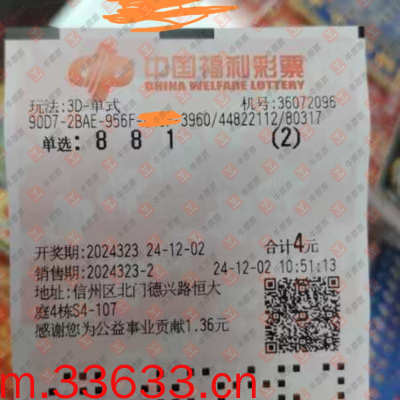 中国福利彩票
CHINA WELFARE LOTTERY
玩法:3D-单式 机号:36072096
90D7-2BAE-956F- -3960/44822112/80317
单选: 8 8 1 (2)
开奖期:2024323 24-12-02 合计4元
销售期:2024323-2 24-12-02 10:51:13
地址:信州区北门德兴路恒大
庭4栋S4-107
感谢您为公益事业贡献1.36元
m.33633.cn